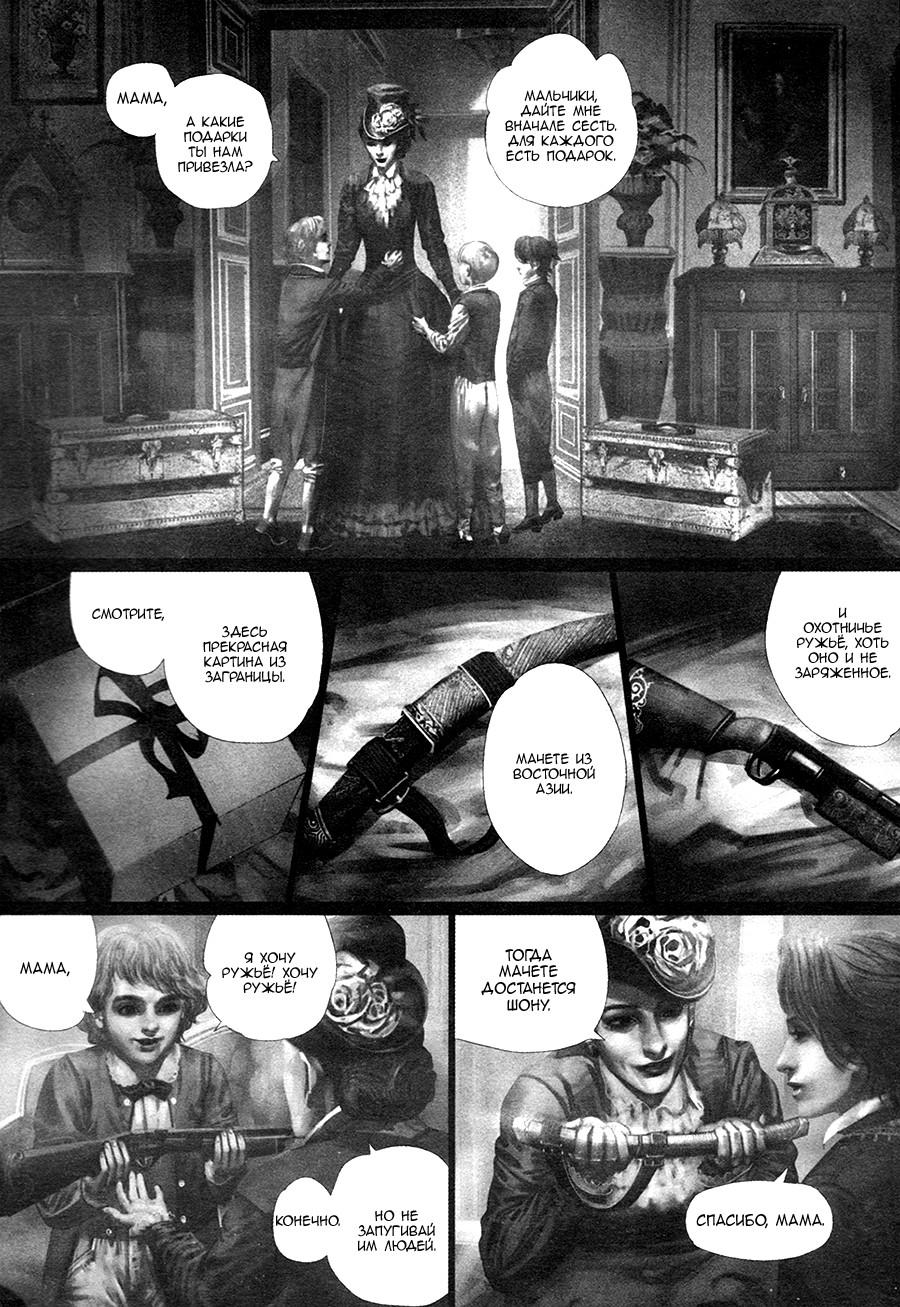 МАМА,
А КАКИЕ
ПОДАРКИ
ТЫ НАМ
ПРИВЕЗЛА?
МАЛЬЧИКИ,
ДАЙТЕ МНЕ
ВНАЧАЛЕ СЕСТЬ.
ДЛЯ КАЖДОГО
ЕСТЬ ПОДАРОК.
СМОТРИТЕ,
ЗДЕСЬ
ПРЕКРАСНАЯ
КАРТИНА ИЗ
ЗАГРАНИЦЫ.
МАЧЕТЕ ИЗ
ВОСТОЧНОЙ
АЗИИ.
И
ОХОТНИЧЬЕ
РУЖЬЁ, ХОТЬ
ОНО И НЕ
ЗАРЯЖЕННОЕ.
МАМА,
Я ХОЧУ
РУЖЬЁ! ХОЧУ
РУЖЬЁ!
КОНЕЧНО.
НО НЕ
ЗАПУГИВАЙ
ИМ ЛЮДЕЙ.
ТОГДА
МАЧЕТЕ
ДОСТАНЕТСЯ
ШОНУ.
СПАСИБО, МАМА.